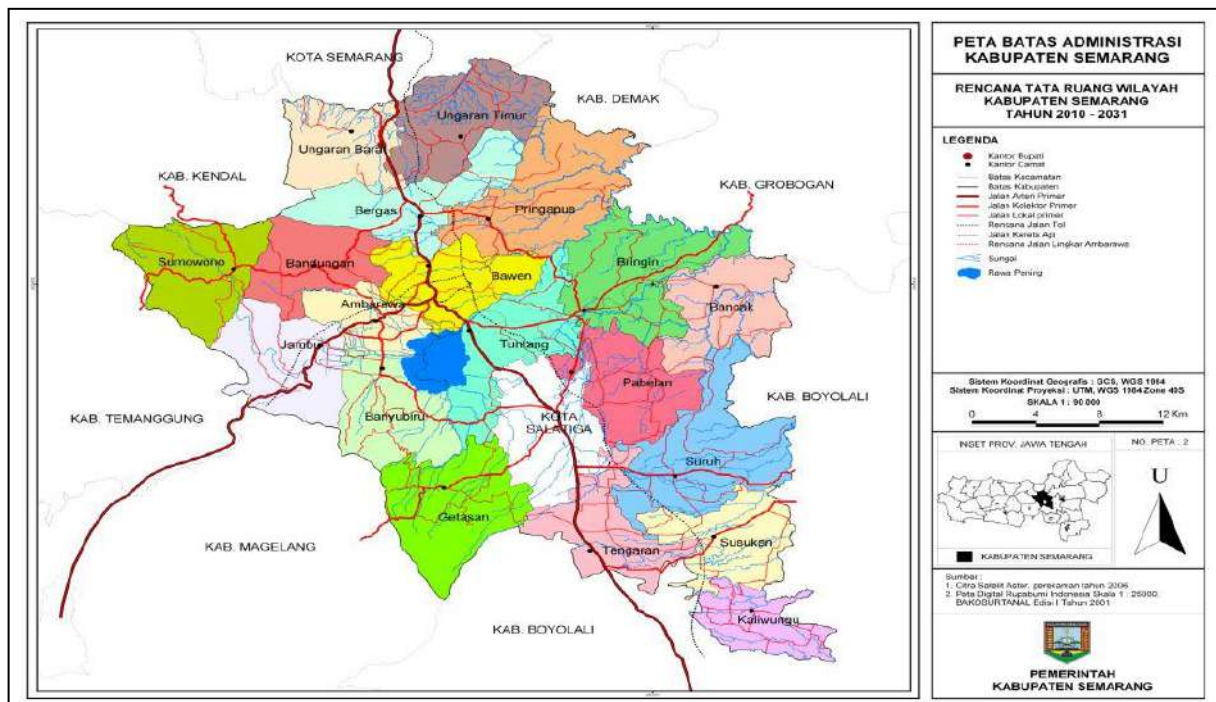 KOTA SEMARANG
KAB. DEMAK
Ungaran Timur
Ungaran Barat
KAB. KENDAL
KAB. GROBOGAN
Bergas
Pringapus
Sumowono
Bandungan
Bawen
Bringin
Bancak
Ambarawa
Jambu
Tuntang
Pabelan
KAB. TEMANGGUNG
Banyubiru
KOTA
SALATIGA
KAB. BOYOLALI
Suruh
Getasan
KAB. MAGELANG
Tengaran
Susukan
Kaliwungu
KAB. BOYOLALI
PETA BATAS ADMINISTRASI
KABUPATEN SEMARANG
RENCANA TATA RUANG WILAYAH
KABUPATEN SEMARANG
TAHUN 2010 - 2031
LEGENDA
Kantor Bupati
Kantor Camat
Batas Kecamatan
Batas Kabupaten
Jalan Arteri Primer
Jalan Kolektor Primer
Jalan Lokal primer
Rencana Jalan Tol
Jalan Kereta Api
Rencana Jalan Lingkar Ambarawa
Sungai
Rawa Pening
Sistem Koordinat Geografis : GCS, WGS 1984
Sistem Koordinat Proyeksi : UTM, WGS 1984 Zone 49S
SKALA 1 : 90 000
0 4 8 12 Km
INSET PROV. JAWA TENGAH
NO. PETA : 2
U
KABUPATEN SEMARANG
Sumber :
1. Citra Satelit Aster, perekaman tahun 2006
2. Peta Digital Rupabumi Indonesia Skala 1 : 25000,
BAKOSURTANAL Edisi I Tahun 2001
PEMERINTAH
KABUPATEN SEMARANG